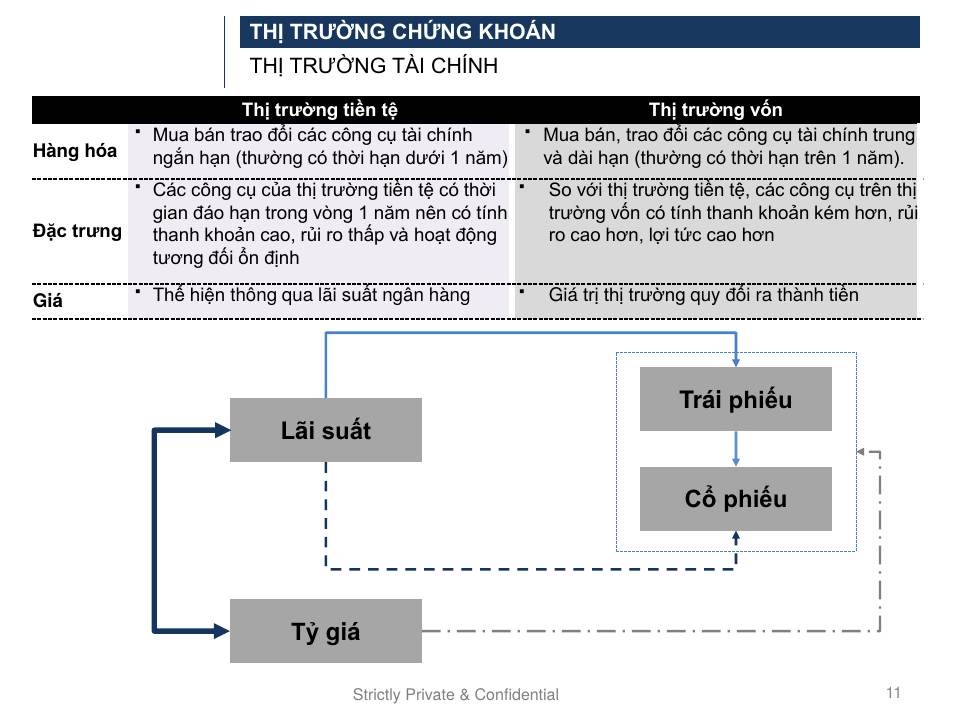 THỊ TRƯỜNG CHỨNG KHOÁN
THỊ TRƯỜNG TÀI CHÍNH
Thị trường tiền tệ
Thị trường vốn
Hàng hóa
▪ Mua bán trao đổi các công cụ tài chính
ngắn hạn (thường có thời hạn dưới 1 năm)
▪ Mua bán, trao đổi các công cụ tài chính trung
và dài hạn (thường có thời hạn trên 1 năm).
Đặc trưng
▪ Các công cụ của thị trường tiền tệ có thời
gian đáo hạn trong vòng 1 năm nên có tính
thanh khoản cao, rủi ro thấp và hoạt động
tương đối ổn định
▪ So với thị trường tiền tệ, các công cụ trên thị
trường vốn có tính thanh khoản kém hơn, rủi
ro cao hơn, lợi tức cao hơn
Giá
▪ Thể hiện thông qua lãi suất ngân hàng
▪ Giá trị thị trường quy đổi ra thành tiền
Trái phiếu
Lãi suất
Cổ phiếu
Tỷ giá
Strictly Private & Confidential
11